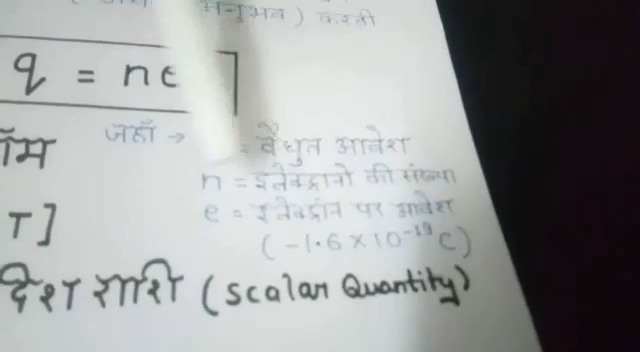 अनुभव) करती
q = ne
जहाँ → = वैधुत आवेश
ॉम
n = इलेक्ट्रानो की संख्या
T]
e = इलेक्ट्रॉन पर आवेश
(-1.6 × 10⁻¹⁹ C)
दिश राशि (Scalar Quantity)